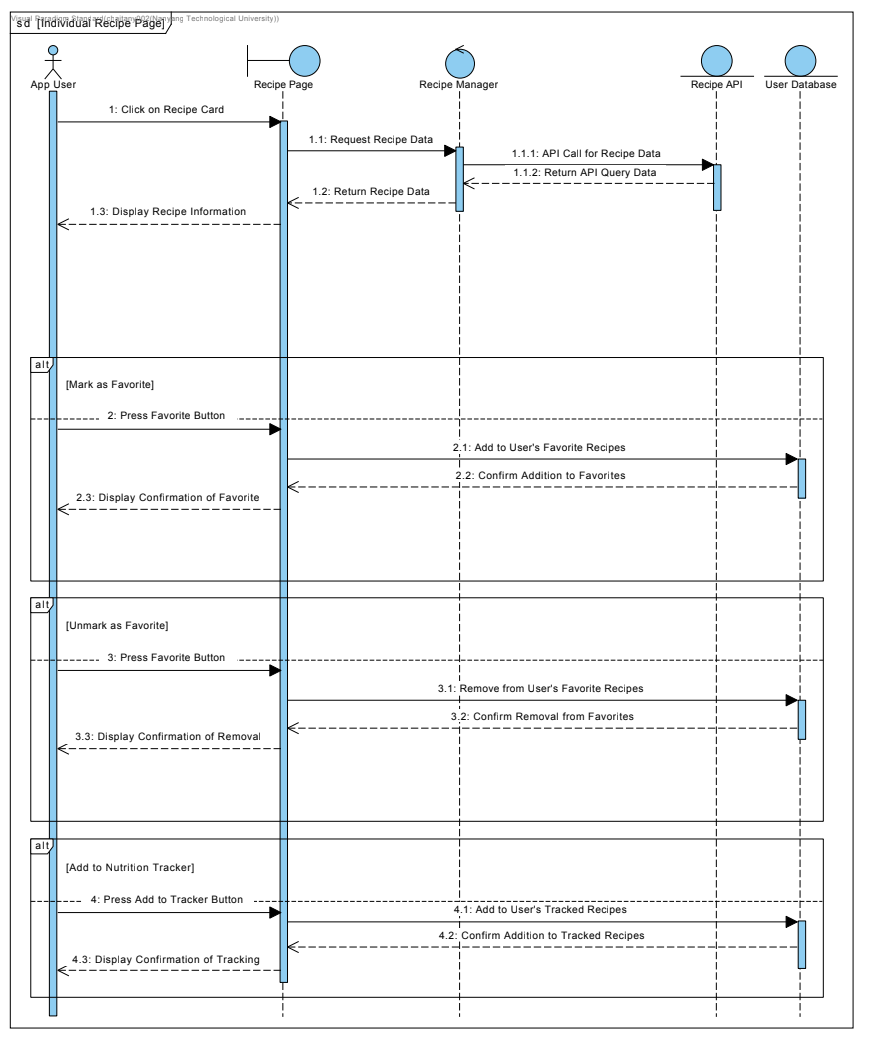 Visual Paradigm Standard(chaitany002(Nanyang Technological University))
sd [Individual Recipe Page]
App User
Recipe Page
Recipe Manager
Recipe API
User Database
1: Click on Recipe Card
1.1: Request Recipe Data
1.1.1: API Call for Recipe Data
1.1.2: Return API Query Data
1.2: Return Recipe Data
1.3: Display Recipe Information
alt
[Mark as Favorite]
2: Press Favorite Button
2.1: Add to User's Favorite Recipes
2.2: Confirm Addition to Favorites
2.3: Display Confirmation of Favorite
alt
[Unmark as Favorite]
3: Press Favorite Button
3.1: Remove from User's Favorite Recipes
3.2: Confirm Removal from Favorites
3.3: Display Confirmation of Removal
alt
[Add to Nutrition Tracker]
4: Press Add to Tracker Button
4.1: Add to User's Tracked Recipes
4.2: Confirm Addition to Tracked Recipes
4.3: Display Confirmation of Tracking